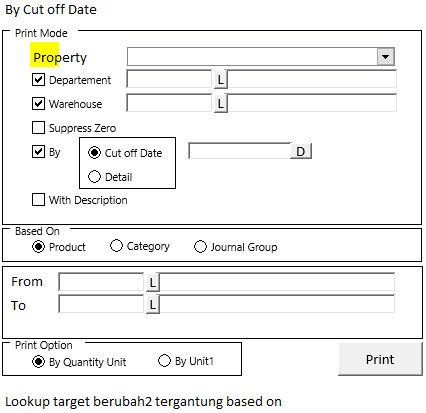 By Cut off Date
Print Mode
Property
Departement L
Warehouse L
Suppress Zero
By Cut off Date D
Detail
With Description
Based On
Product Category Journal Group
From L
To L
Print Option
By Quantity Unit By Unit1 Print
Lookup target berubah2 tergantung based on